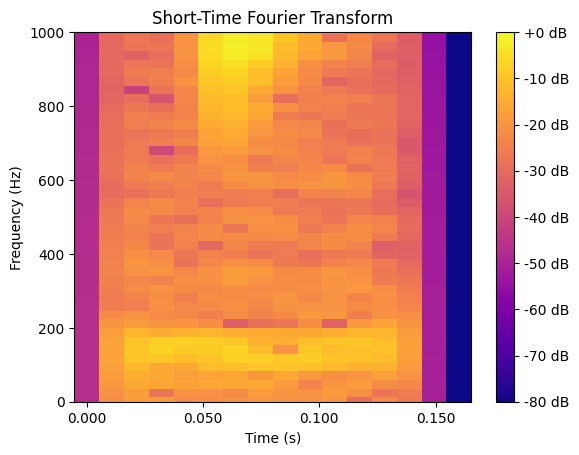 Short-Time Fourier Transform
1000
800
600
400
200
0
Frequency (Hz)
0.000
0.050
0.100
0.150
Time (s)
+0 dB
-10 dB
-20 dB
-30 dB
-40 dB
-50 dB
-60 dB
-70 dB
-80 dB